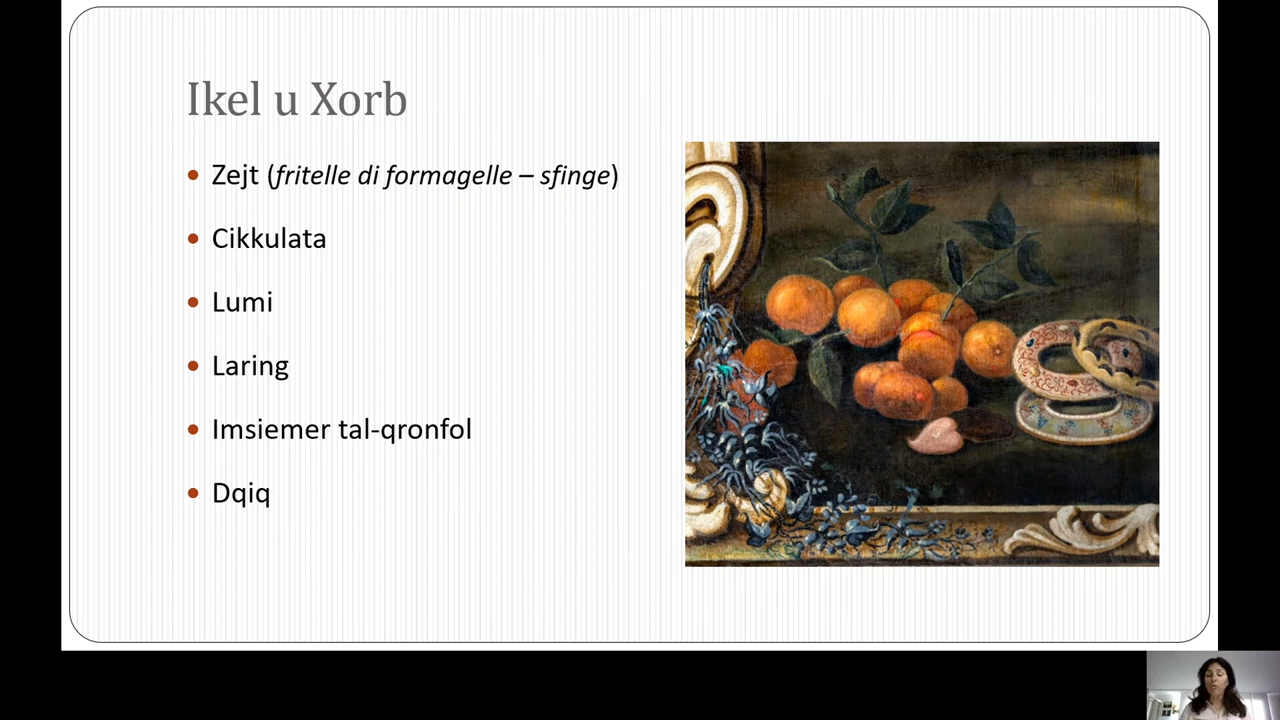 Ikel u Xorb
Zejt (fritelle di formagelle – sfinge)
Cikkulata
Lumi
Laring
Imsiemer tal-qronfol
Dqiq